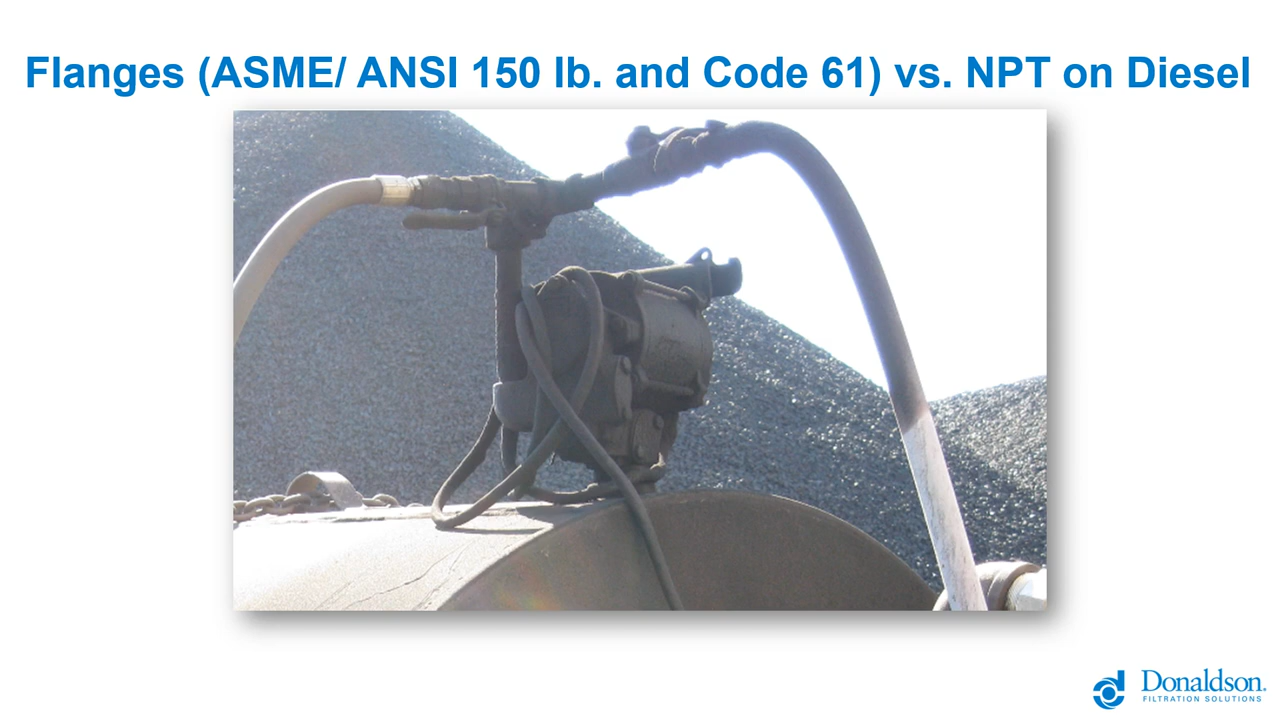 Flanges (ASME/ ANSI 150 lb. and Code 61) vs. NPT on Diesel
Donaldson.
FILTRATION SOLUTIONS